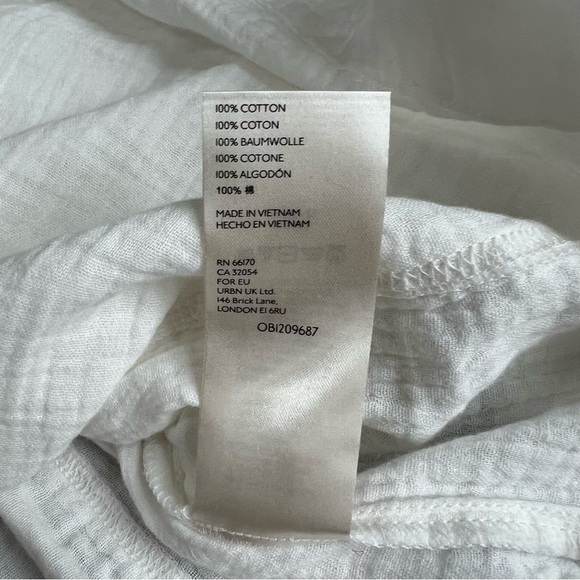 100% COTTON
100% COTON
100% BAUMWOLLE
100% COTONE
100% ALGODÓN
100% 棉
MADE IN VIETNAM
HECHO EN VIETNAM
RN 66170
CA 32054
FOR EU
URBN UK Ltd.
146 Brick Lane,
LONDON E1 6RU
OB1209687